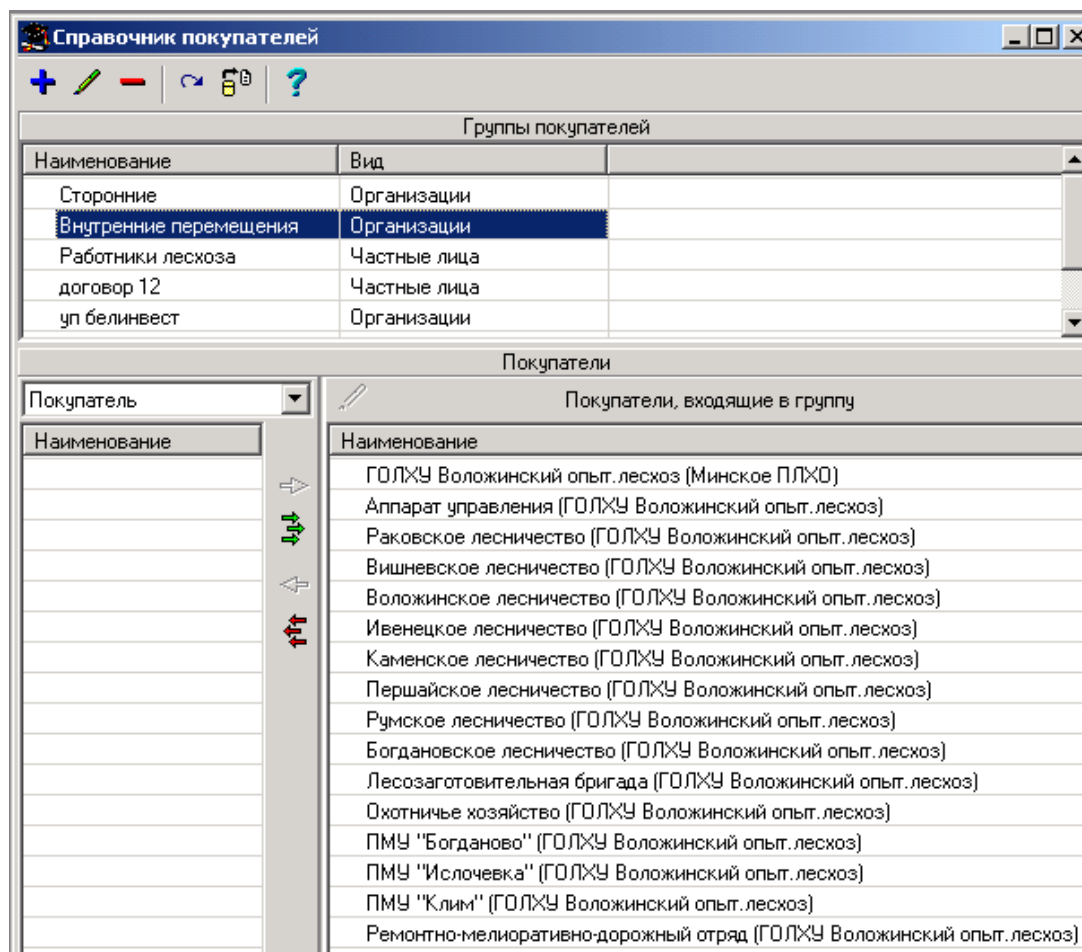 Справочник покупателей
Группы покупателей
Наименование Вид
Сторонние Организации
Внутренние перемещения Организации
Работники лесхоза Частные лица
договор 12 Частные лица
уп белинвест Организации
Покупатели
Покупатель Покупатели, входящие в группу
Наименование Наименование
ГОЛХУ Воложинский опыт.лесхоз (Минское ПЛХО)
Аппарат управления (ГОЛХУ Воложинский опыт.лесхоз)
Раковское лесничество (ГОЛХУ Воложинский опыт.лесхоз)
Вишневское лесничество (ГОЛХУ Воложинский опыт.лесхоз)
Воложинское лесничество (ГОЛХУ Воложинский опыт.лесхоз)
Ивенецкое лесничество (ГОЛХУ Воложинский опыт.лесхоз)
Каменское лесничество (ГОЛХУ Воложинский опыт.лесхоз)
Першайское лесничество (ГОЛХУ Воложинский опыт.лесхоз)
Румское лесничество (ГОЛХУ Воложинский опыт.лесхоз)
Богдановское лесничество (ГОЛХУ Воложинский опыт.лесхоз)
Лесозаготовительная бригада (ГОЛХУ Воложинский опыт.лесхоз)
Охотничье хозяйство (ГОЛХУ Воложинский опыт.лесхоз)
ПМУ "Богданово" (ГОЛХУ Воложинский опыт.лесхоз)
ПМУ "Ислочевка" (ГОЛХУ Воложинский опыт.лесхоз)
ПМУ "Клим" (ГОЛХУ Воложинский опыт.лесхоз)
Ремонтно-мелиоративно-дорожный отряд (ГОЛХУ Воложинский опыт.лесхоз)